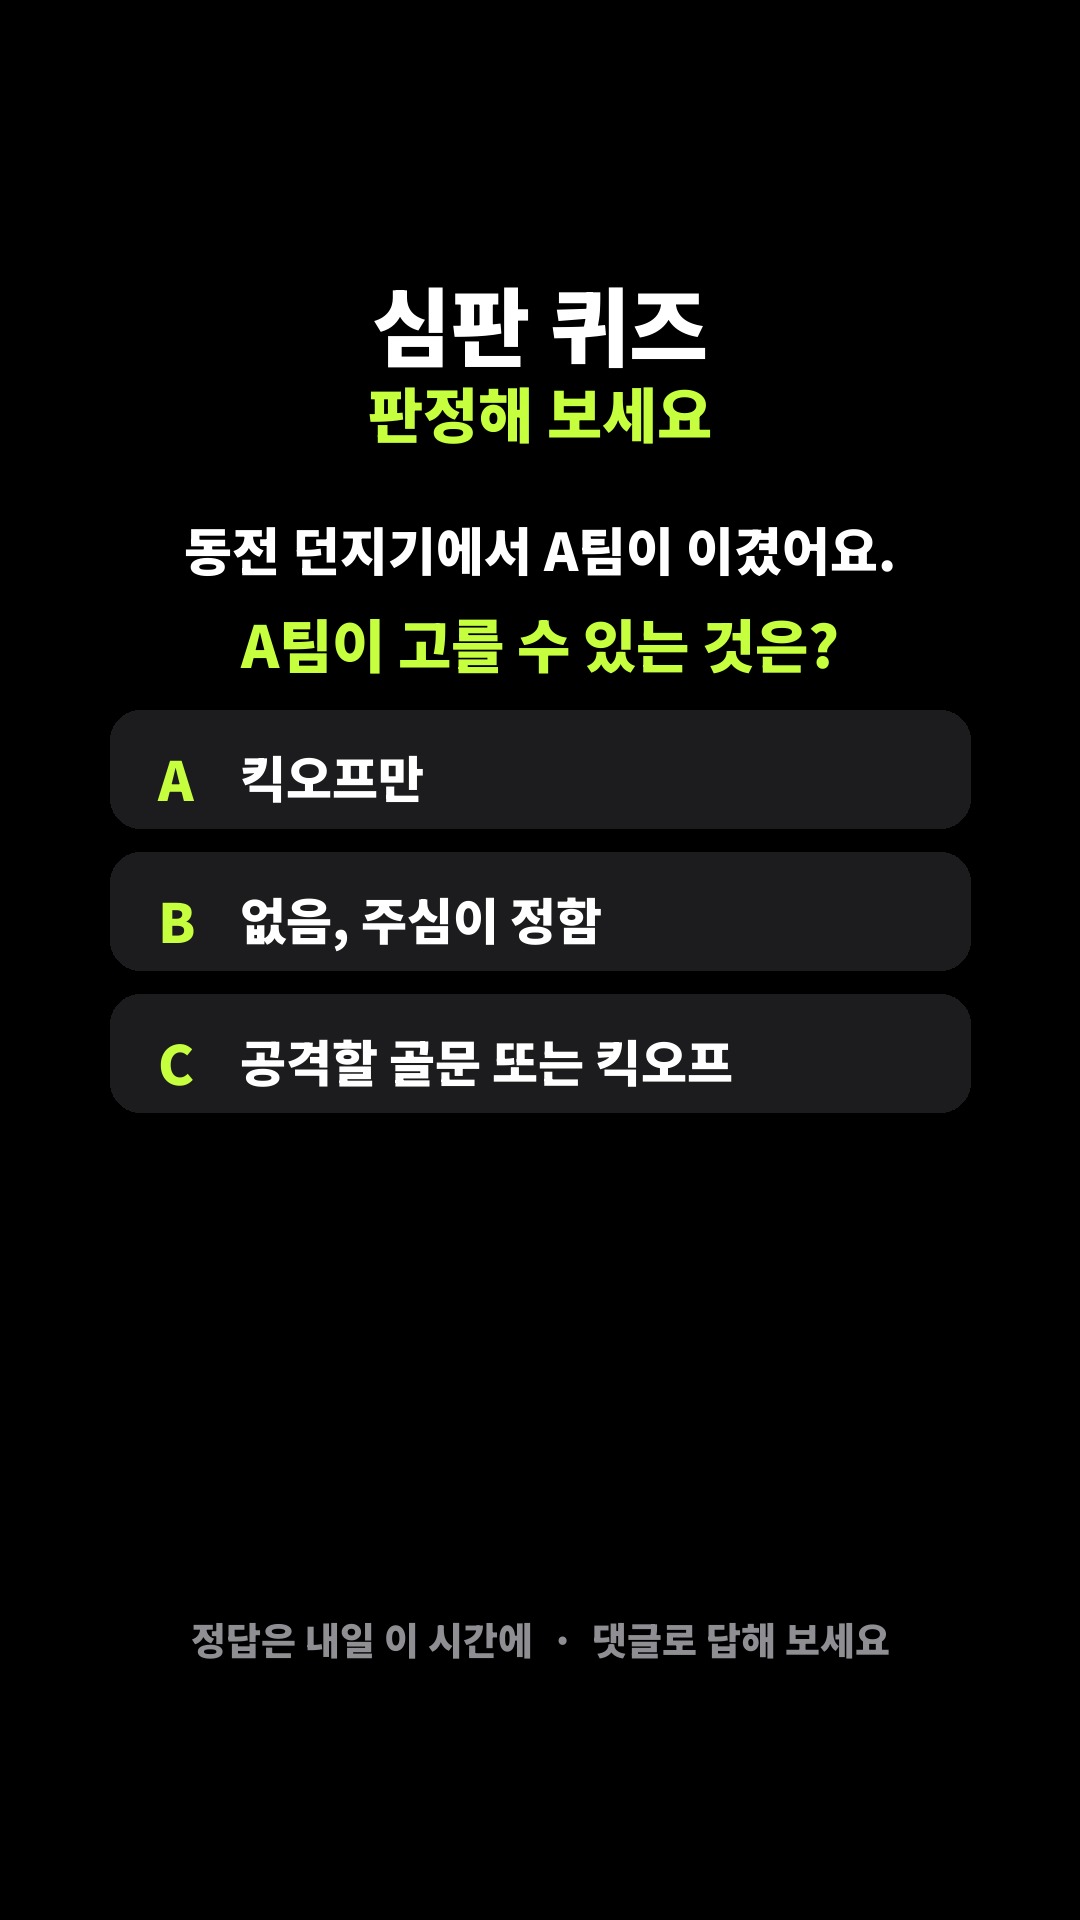 심판 퀴즈
판정해 보세요
동전 던지기에서 A팀이 이겼어요.
A팀이 고를 수 있는 것은?
A 킥오프만
B 없음, 주심이 정함
C 공격할 골문 또는 킥오프
정답은 내일 이 시간에 · 댓글로 답해 보세요